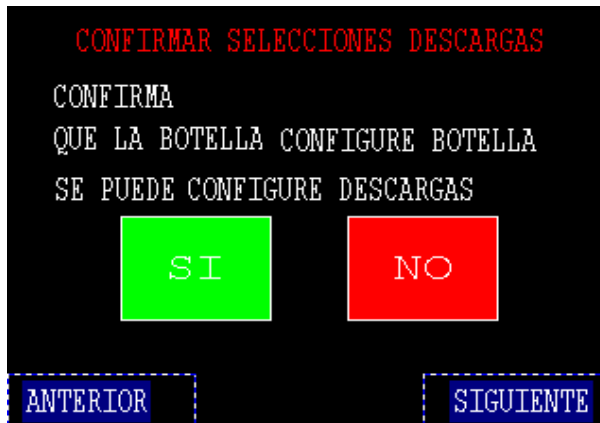 CONFIRMAR SELECCIONES DESCARGAS
CONFIRMA
QUE LA BOTELLA CONFIGURE BOTELLA
SE PUEDE CONFIGURE DESCARGAS
SI NO
ANTERIOR SIGUIENTE